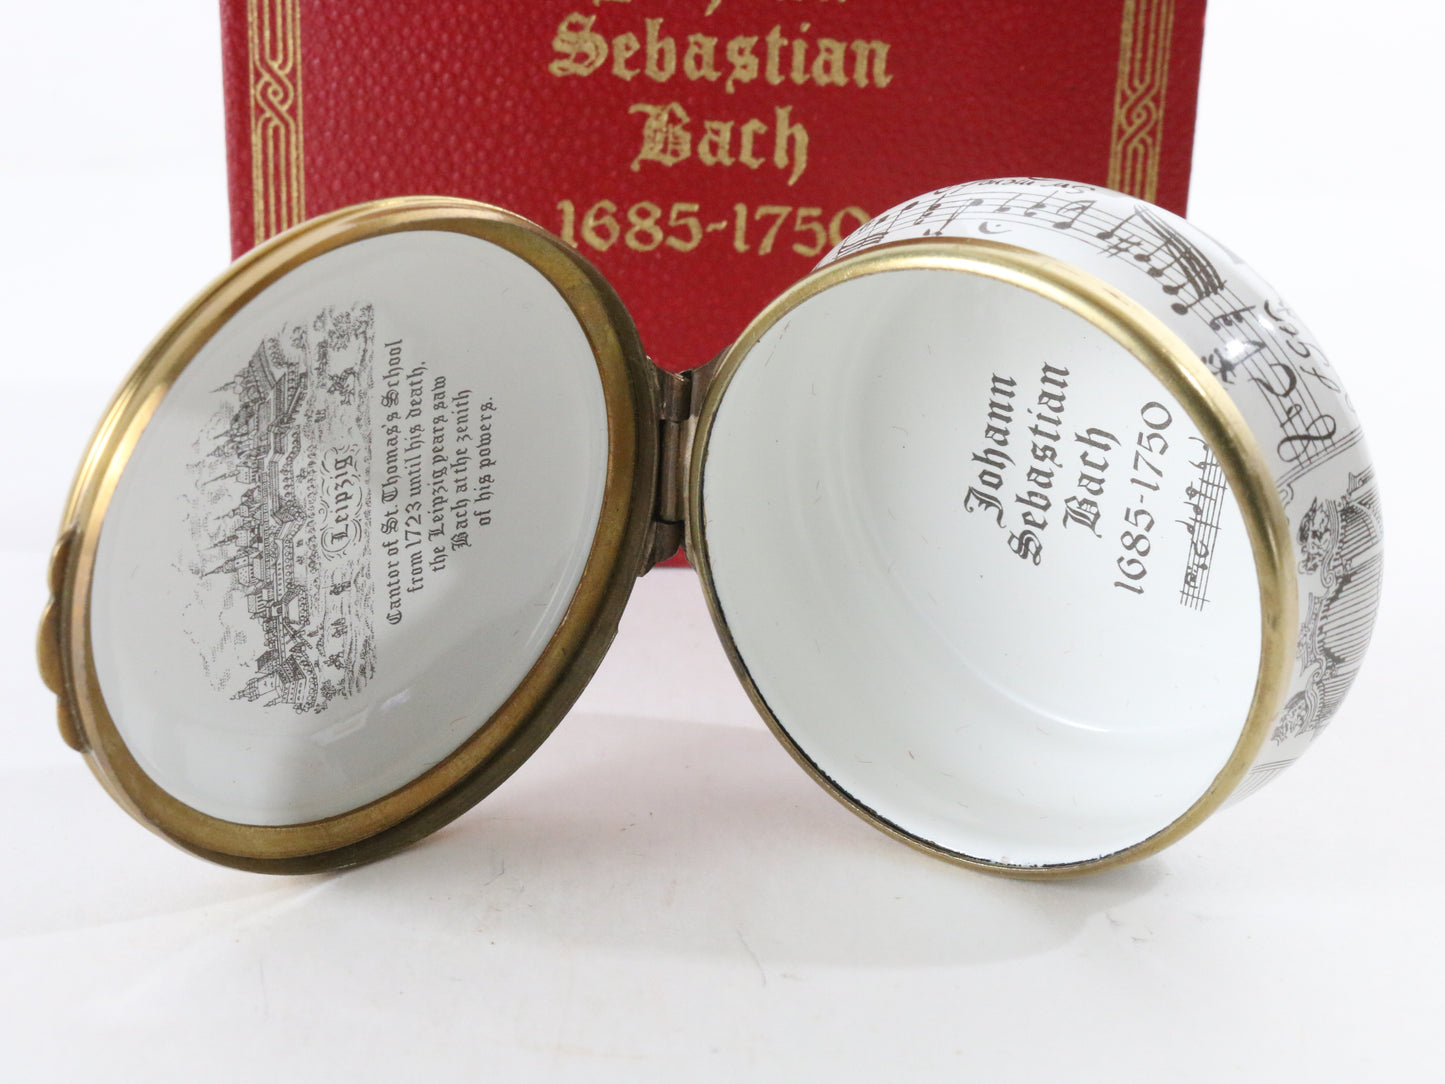 Sebastian
Bach
1685-1750
Leipzig
Cantor of St. Thomas's School
from 1723 until his death,
the Leipzig years saw
Bach at the zenith
of his powers.
Johann
Sebastian
Bach
1685-1750